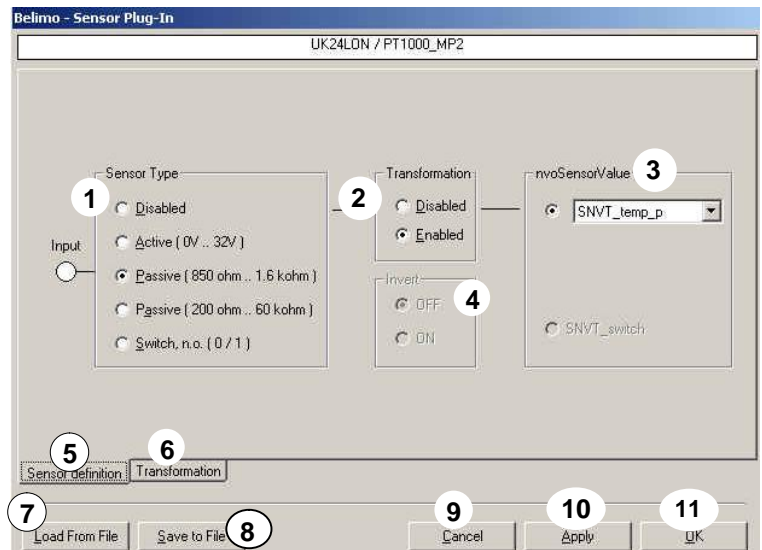 Belimo - Sensor Plug-In
UK24LON / PT1000_MP2
Sensor Type
1
Disabled
Active ( 0V .. 32V )
Passive ( 850 ohm .. 1.6 kohm )
Passive ( 200 ohm .. 60 kohm )
Switch, n.o. ( 0 / 1 )
Input
Transformation
2
Disabled
Enabled
Invert
4
OFF
ON
nvoSensorValue
3
SNVT_temp_p
SNVT_switch
5
Sensor definition
6
Transformation
7
Load From File
Save to File
8
9
Cancel
10
Apply
11
OK